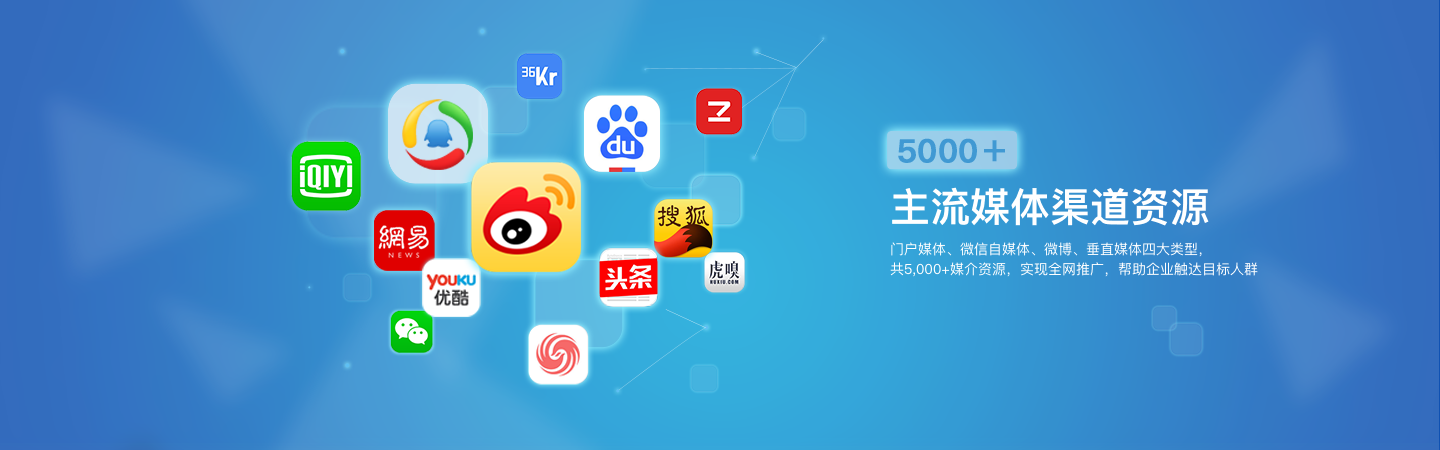 36Kr
du
iQIYI
網易
NEWS
YOUKU
优酷
搜狐
头条
虎嗅
HUXIU.COM
5000+
主流媒体渠道资源
门户媒体、微信自媒体、微博、垂直媒体四大类型，
共5,000+媒介资源，实现全网推广，帮助企业触达目标人群